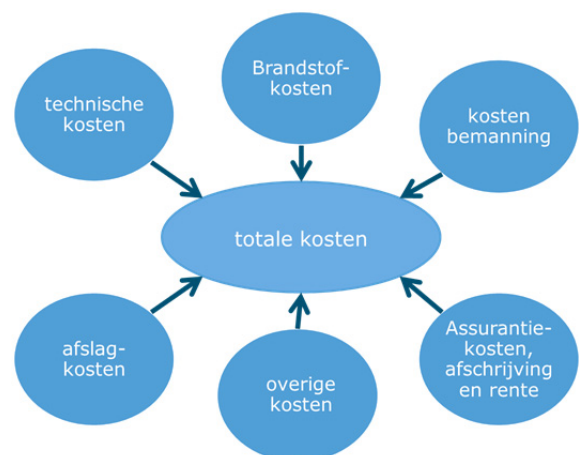 Brandstof-
kosten
technische
kosten
kosten
bemanning
totale kosten
afslag-
kosten
overige
kosten
Assurantie-
kosten,
afschrijving
en rente